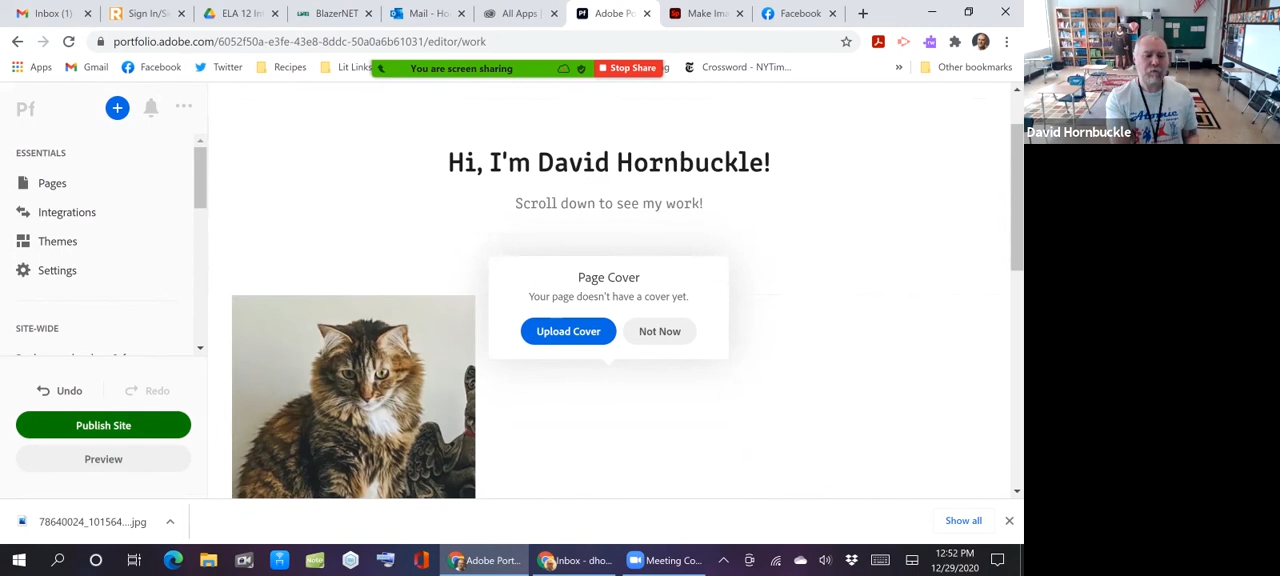 Inbox (1)
Sign In/Si
ELA 12 Im
BlazerNET
Mail - Ho
All Apps |
Adobe Po
Make Ima
Facebook
portfolio.adobe.com/6052f50a-e3fe-43e8-8ddc-50a0a6b61031/editor/work
Apps
Gmail
Facebook
Twitter
Recipes
Lit Links
You are screen sharing
Stop Share
Crossword - NYTim...
Other bookmarks
Pf
ESSENTIALS
Pages
Integrations
Themes
Settings
SITE-WIDE
Undo
Redo
Publish Site
Preview
Hi, I'm David Hornbuckle!
Scroll down to see my work!
Page Cover
Your page doesn't have a cover yet.
Upload Cover
Not Now
Atomic
David Hornbuckle
78640024_101564....jpg
Show all
Adobe Port...
Inbox - dho...
Meeting Co...
12:52 PM
12/29/2020